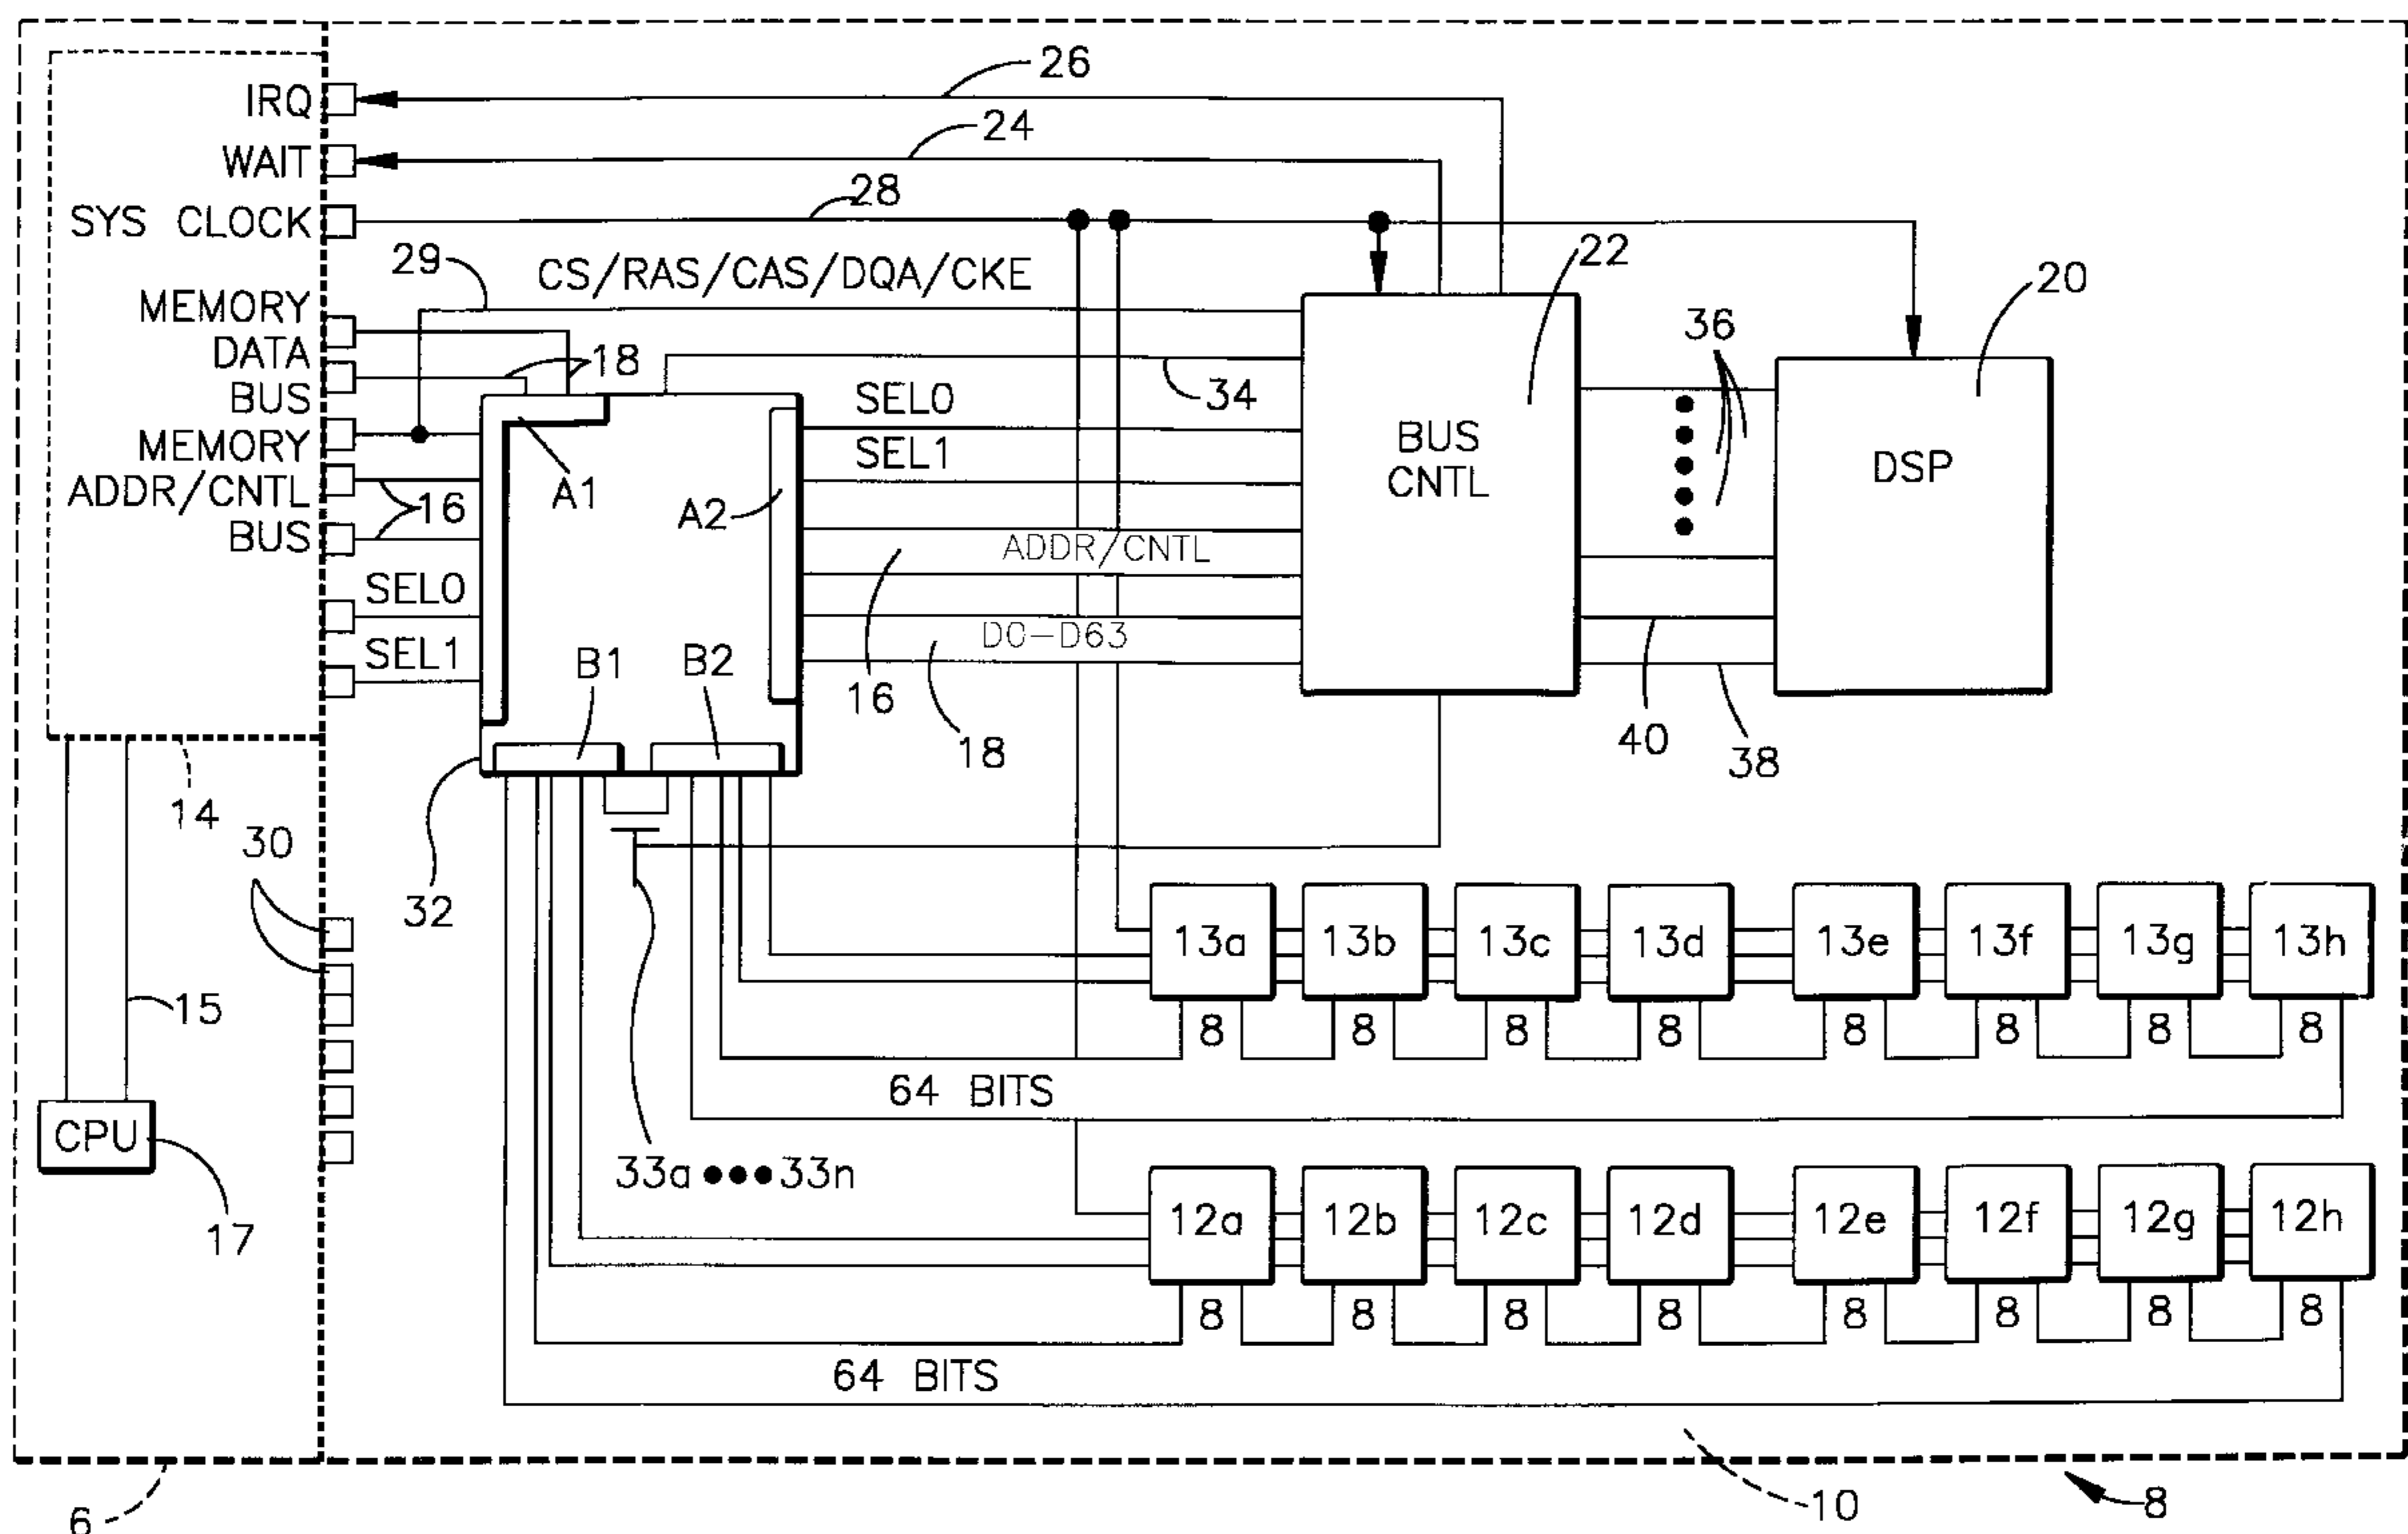 26
IRQ
24
WAIT
28
SYS CLOCK
29
CS/RAS/CAS/DQA/CKE
22
20
MEMORY
DATA
BUS
18
34
36
MEMORY
ADDR/CNTL
BUS
16
A1
A2
SEL0
SEL1
BUS
CNTL
DSP
ADDR/CNTL
16
D0-D63
18
SEL0
SEL1
B1
B2
40
38
14
30
32
15
13a
13b
13c
13d
13e
13f
13g
13h
8
8
8
8
8
8
8
8
64 BITS
CPU
17
33a●●●33n
12a
12b
12c
12d
12e
12f
12g
12h
8
8
8
8
8
8
8
8
64 BITS
6
10
8